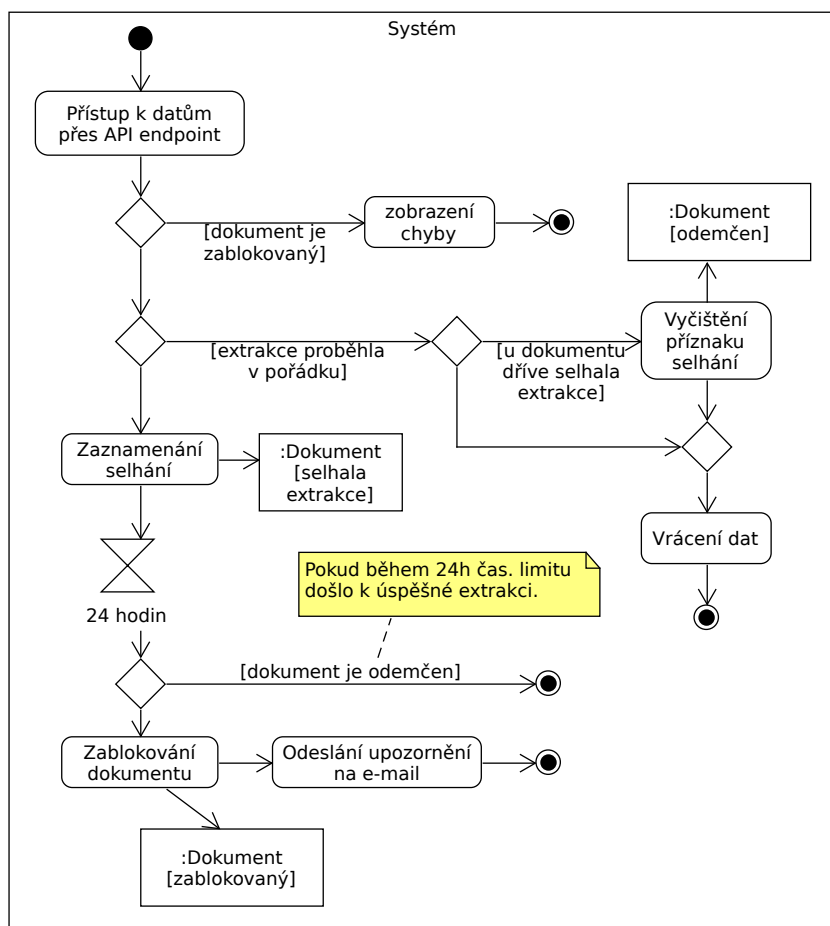 Systém
Přístup k datům
přes API endpoint
[dokument je
zablokovaný]
zobrazení
chyby
:Dokument
[odemčen]
[extrakce proběhla
v pořádku]
[u dokumentu
dříve selhala
extrakce]
Vyčištění
příznaku
selhání
Zaznamenání
selhání
:Dokument
[selhala
extrakce]
Vrácení dat
24 hodin
Pokud během 24h čas. limitu
došlo k úspěšné extrakci.
[dokument je odemčen]
Zablokování
dokumentu
Odeslání upozornění
na e-mail
:Dokument
[zablokovaný]